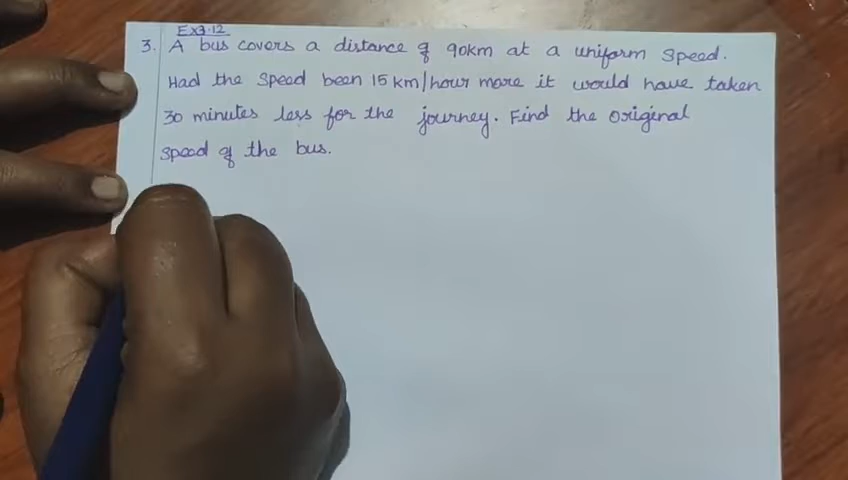 Ex3.12
3. A bus covers a distance of 90km at a uniform speed.
Had the speed been 15 km/hour more it would have taken
30 minutes less for the journey. Find the original
speed of the bus.